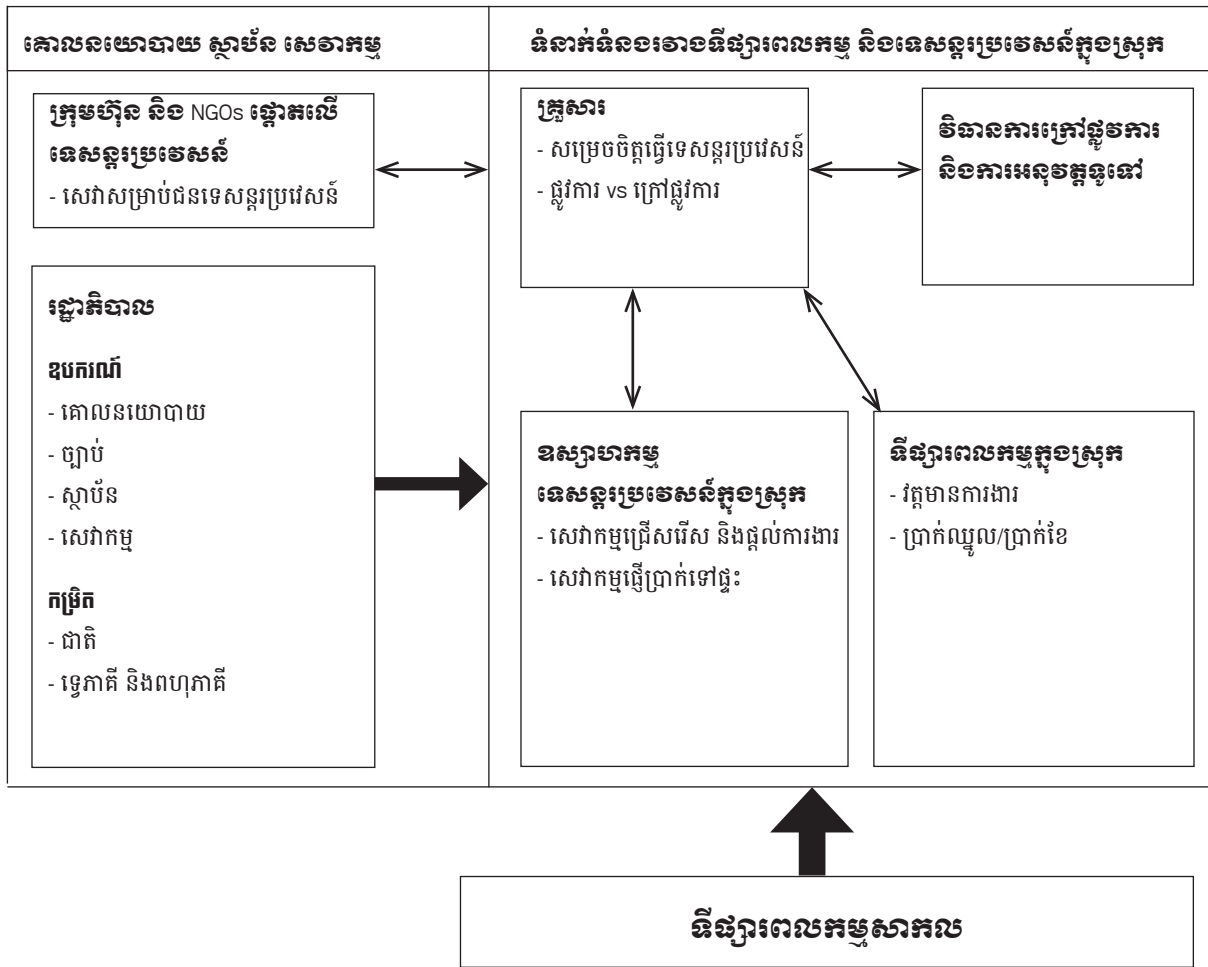 គោលនយោបាយ ស្ថាប័ន សេវាកម្ម
ទំនាក់ទំនងរវាងទីផ្សារពលកម្ម និងទេសន្តរប្រវេសន៍ក្នុងស្រុក
ក្រុមហ៊ុន និង NGOs ផ្តោតលើ
ទេសន្តរប្រវេសន៍
- សេវាសម្រាប់ជនទេសន្តរប្រវេសន៍
គ្រួសារ
- សម្រេចចិត្តធ្វើទេសន្តរប្រវេសន៍
- ផ្លូវការ vs ក្រៅផ្លូវការ
វិធានការក្រៅផ្លូវការ
និងការអនុវត្តទូទៅ
រដ្ឋាភិបាល
ឧបករណ៍
- គោលនយោបាយ
- ច្បាប់
- ស្ថាប័ន
- សេវាកម្ម
កម្រិត
- ជាតិ
- ទ្វេភាគី និងពហុភាគី
ឧស្សាហកម្ម
ទេសន្តរប្រវេសន៍ក្នុងស្រុក
- សេវាកម្មជ្រើសរើស និងផ្តល់ការងារ
- សេវាកម្មផ្ញើប្រាក់ទៅផ្ទះ
ទីផ្សារពលកម្មក្នុងស្រុក
- វត្តមានការងារ
- ប្រាក់ឈ្នួល/ប្រាក់ខែ
ទីផ្សារពលកម្មសាកល